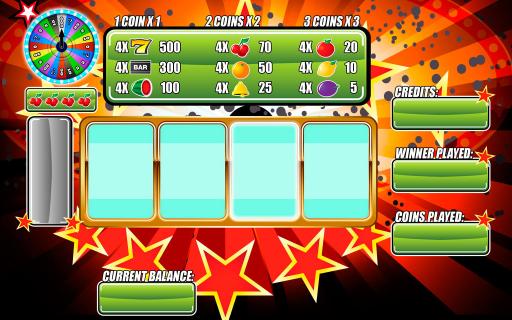 1 COIN X 1 2 COINS X 2 3 COINS X 3
4X 7 500 4X 70 4X 20
4X BAR 300 4X 50 4X 10
4X 100 4X 25 4X 5
CREDITS:
WINNER PLAYED:
COINS PLAYED:
CURRENT BALANCE: